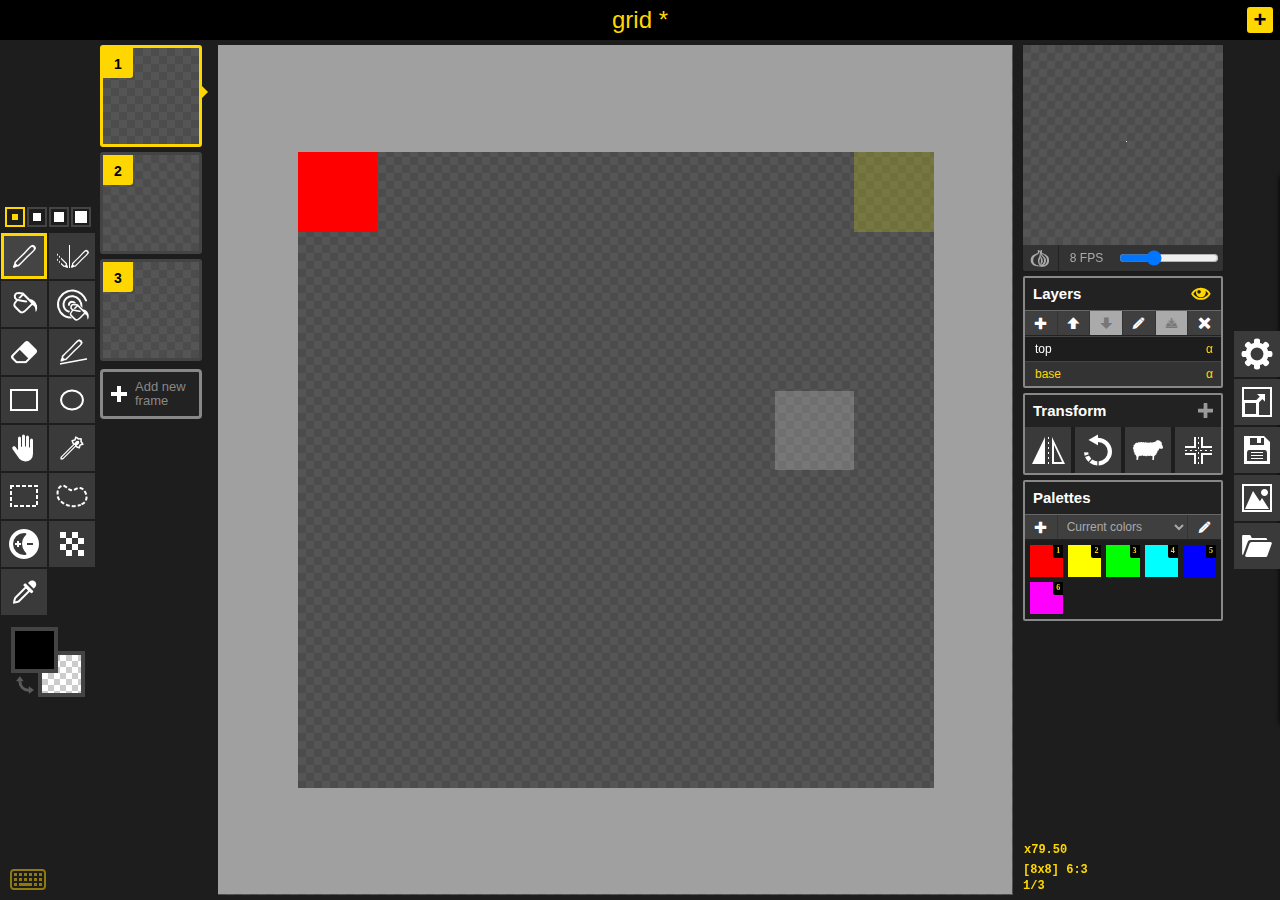 grid *
+
1
2
3
Add new
frame
8 FPS
Layers
top α
base α
Transform
Palettes
Current colors
1 2 3 4 5
6
x79.50
[8x8] 6:3
1/3